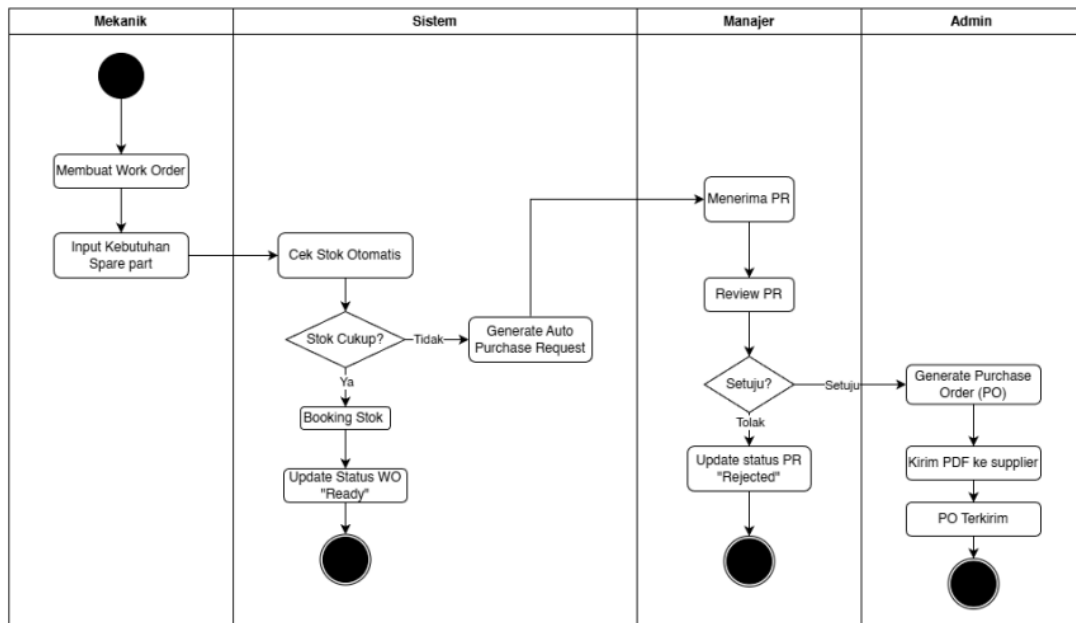 Mekanik
Sistem
Manajer
Admin
Membuat Work Order
Input Kebutuhan
Spare part
Cek Stok Otomatis
Stok Cukup?
Tidak
Generate Auto
Purchase Request
Ya
Booking Stok
Update Status WO
"Ready"
Menerima PR
Review PR
Setuju?
Setuju
Tolak
Update status PR
"Rejected"
Generate Purchase
Order (PO)
Kirim PDF ke supplier
PO Terkirim